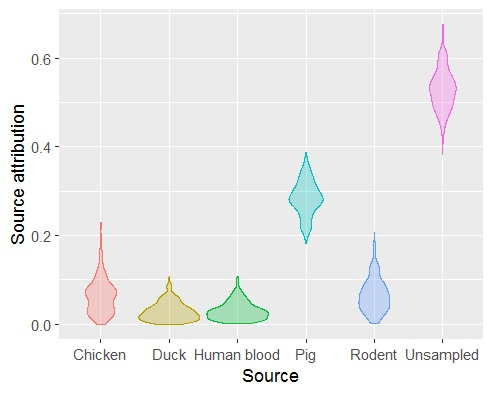 Source attribution
0.6
0.4
0.2
0.0
Chicken Duck Human blood Pig Rodent Unsampled
Source